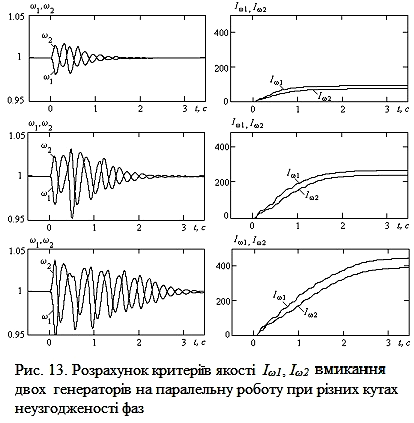 ω1, ω2
1.05
ω2
1
ω1
0.95
0 1 2 3 t, c
Iω1, Iω2
400
200
Iω1
Iω2
0
0 1 2 3 t, c
ω1, ω2
1.05
ω2
1
ω1
0.95
0 1 2 3 t, c
Iω1, Iω2
400
200
Iω1
Iω2
0
0 1 2 3 t, c
ω1, ω2
1.05
ω2
1
ω1
0.95
0 1 2 3 t, c
Iω1, Iω2
400
200
Iω1
Iω2
0
0 1 2 3 t, c
Рис. 13. Розрахунок критеріїв якості Iω1, Iω2 вмикання
двох генераторів на паралельну роботу при різних кутах
неузгодженості фаз